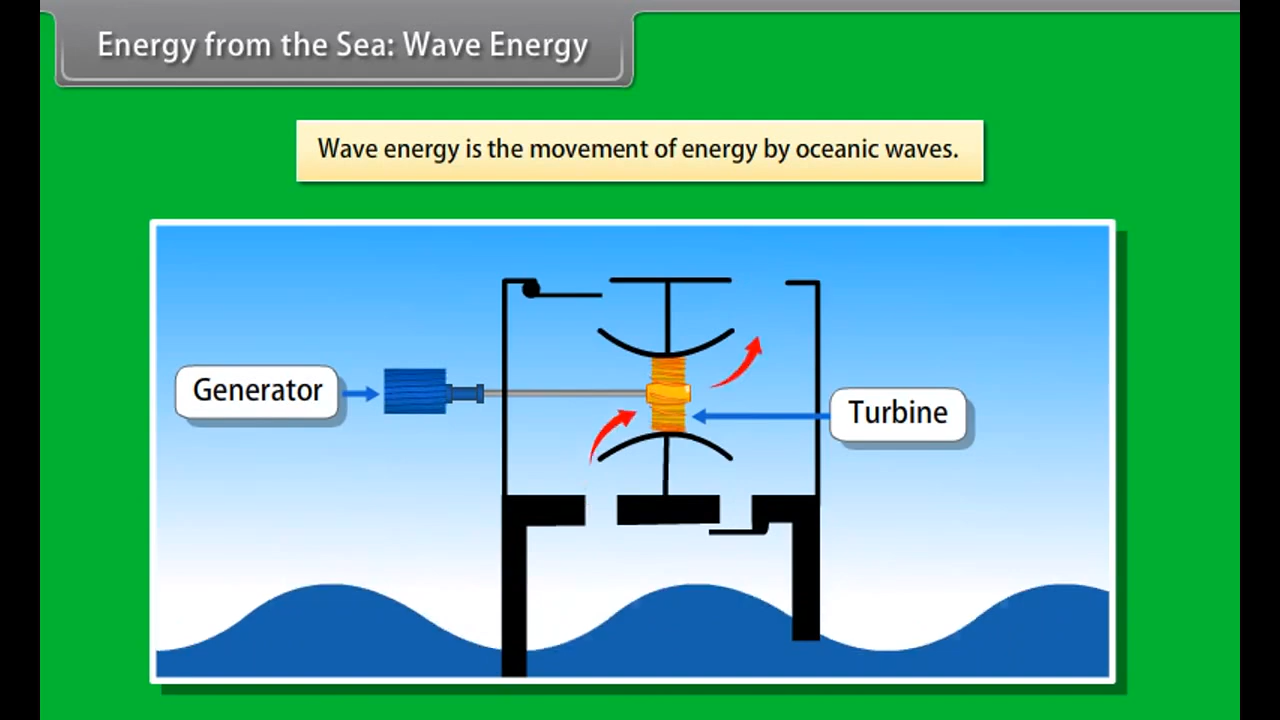 Energy from the Sea: Wave Energy
Wave energy is the movement of energy by oceanic waves.
Generator
Turbine